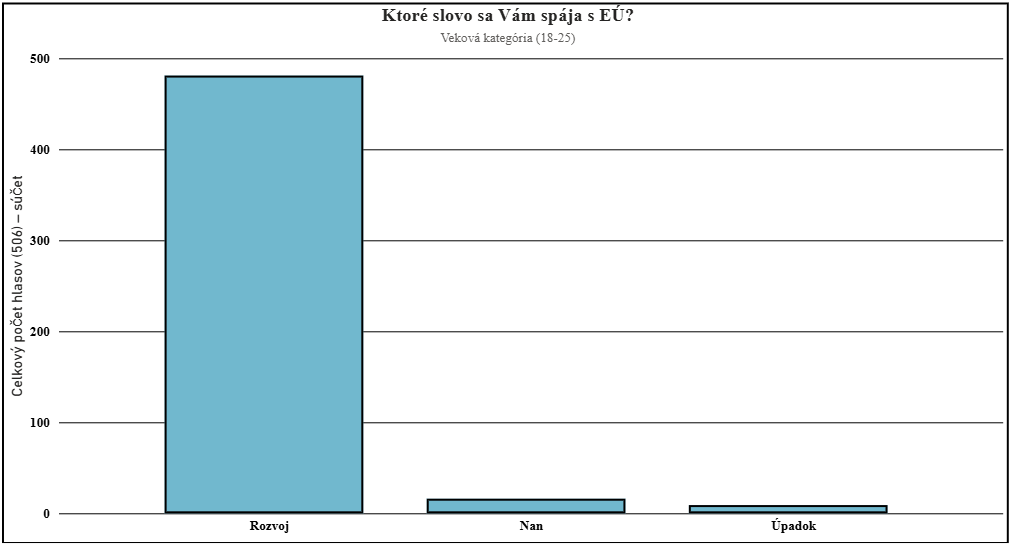 Ktoré slovo sa Vám spája s EÚ?
Veková kategória (18-25)
Celkový počet hlasov (506) – súčet
500
400
300
200
100
0
Rozvoj
Nan
Úpadok